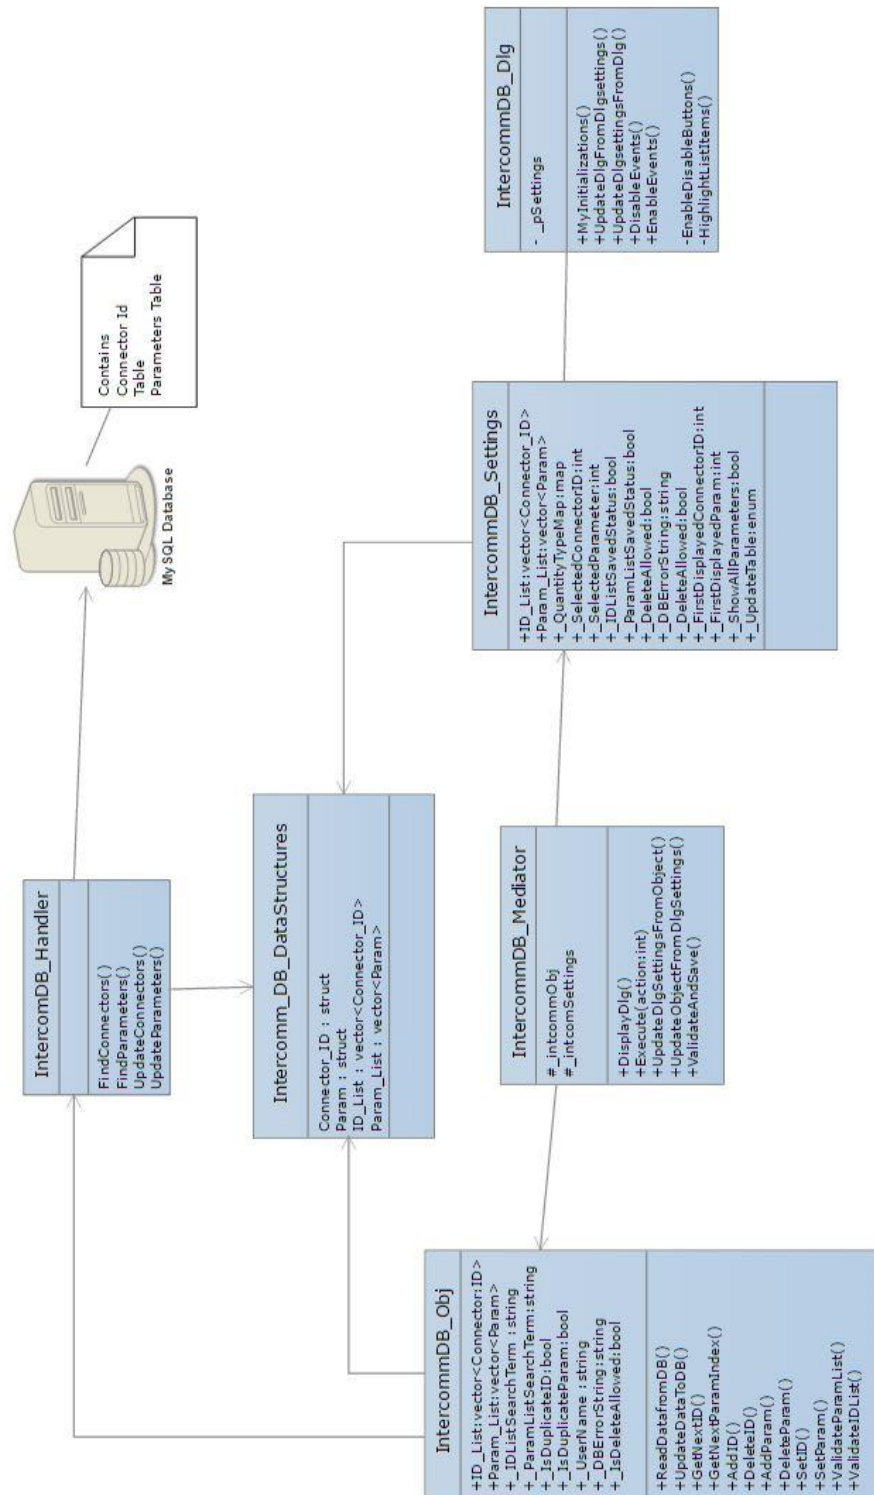 IntercomDB_Handler
FindConnectors()
FindParameters()
UpdateConnectors()
UpdateParameters()
My SQL Database
Contains
Connector Id
Table
Parameters Table
Intercomm_DB_DataStructures
Connector_ID : struct
Param : struct
ID_List : vector<Connector_ID>
Param_List : vector<Param>
IntercommDB_Obj
+ID_List:vector<Connector:ID>
+Param_List:vector<Param>
+_IDListSearchTerm :string
+_ParamListSearchTerm:string
+_IsDuplicateID:bool
+_IsDuplicateParam:bool
+_UserName :string
+_DBErrorString:string
+_IsDeleteAllowed:bool
+ReadDatafromDB()
+UpdateDataToDB()
+GetNextID()
+GetNextParamIndex()
+AddID()
+DeleteID()
+AddParam()
+DeleteParam()
+SetID()
+SetParam()
+ValidateParamList()
+ValidateIDList()
IntercommDB_Mediator
#_intcommObj
#_intcomSettings
+DisplayDlg()
+Execute(action:int)
+UpdateDlgSettingsFromObject()
+UpdateObjectFromDlgSettings()
+ValidateAndSave()
IntercommDB_Settings
+ID_List:vector<Connector_ID>
+Param_List:vector<Param>
+_QuantityTypeMap:map
+_SelectedConnectorID:int
+_SelectedParameter:int
+_IDListSavedStatus:bool
+_ParamListSavedStatus:bool
+_DeleteAllowed:bool
+_DBErrorString:string
+_DeleteAllowed:bool
+_FirstDisplayedConnectorID:int
+_FirstDisplayedParam:int
+_ShowAllParameters:bool
+_UpdateTable:enum
IntercommDB_Dlg
- _pSettings
+MyInitializations()
+UpdateDlgFromDlgsettings()
+UpdateDlgsettingsFromDlg()
+DisableEvents()
+EnableEvents()
-EnableDisableButtons()
-HighlightListItems()